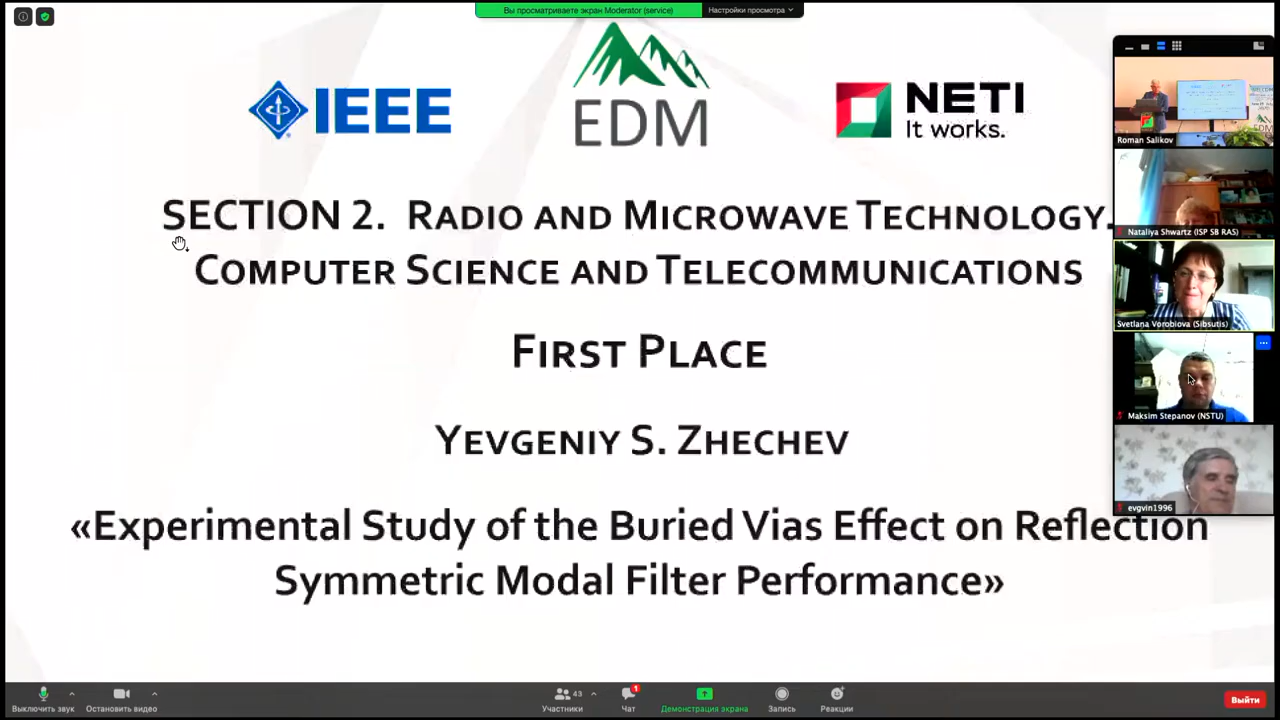 Вы просматриваете экран Moderator (service)
Настройки просмотра
IEEE
EDM
NETI
It works.
SECTION 2. RADIO AND MICROWAVE TECHNOLOGY.
COMPUTER SCIENCE AND TELECOMMUNICATIONS
FIRST PLACE
YEVGENIY S. ZHECHEV
«Experimental Study of the Buried Vias Effect on Reflection
Symmetric Modal Filter Performance»
Roman Salikov
Nataliya Shwartz (ISP SB RAS)
Svetlana Vorobiova (Sibsutis)
Maksim Stepanov (NSTU)
evgvin1996
Выключить звук
Остановить видео
43
Участники
1
Чат
Демонстрация экрана
Запись
Реакции
Выйти